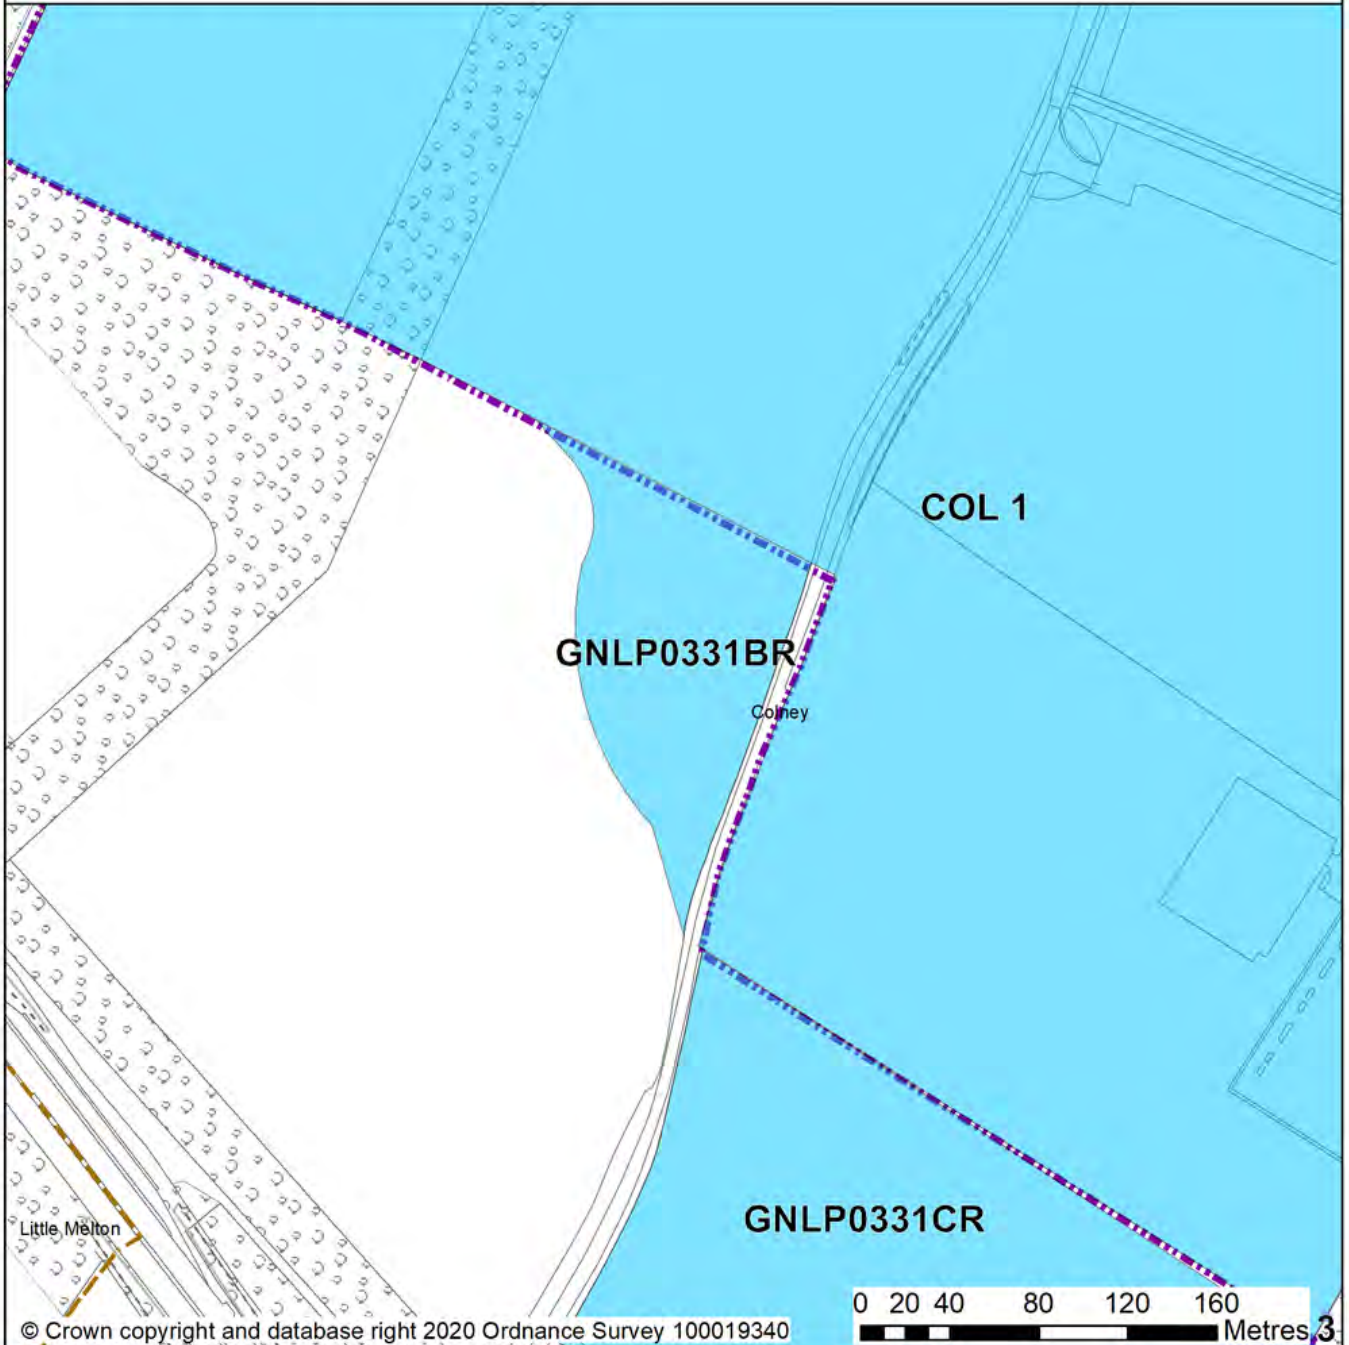 COL 1
GNLP0331BR
Colney
GNLP0331CR
Little Melton
0 20 40 80 120 160
Metres
3
© Crown copyright and database right 2020 Ordnance Survey 100019340